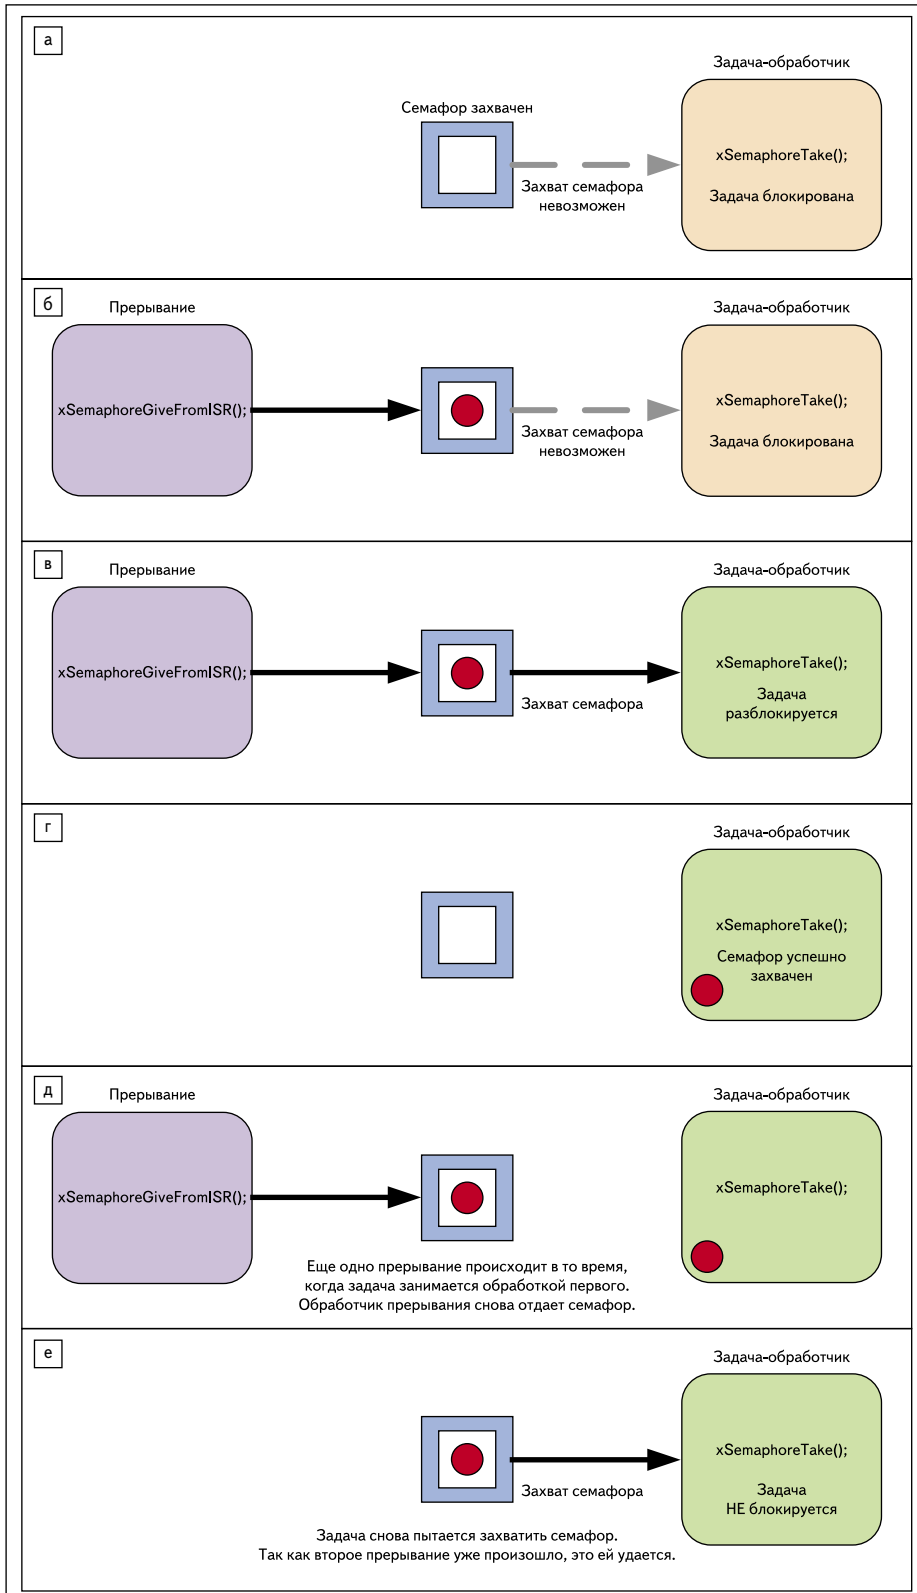 а
Задача-обработчик
Семафор захвачен
xSemaphoreTake();
Захват семафора
невозможен
Задача блокирована
б
Прерывание
Задача-обработчик
xSemaphoreGiveFromISR();
xSemaphoreTake();
Захват семафора
невозможен
Задача блокирована
в
Прерывание
Задача-обработчик
xSemaphoreGiveFromISR();
xSemaphoreTake();
Захват семафора
Задача
разблокируется
г
Задача-обработчик
xSemaphoreTake();
Семафор успешно
захвачен
д
Прерывание
Задача-обработчик
xSemaphoreGiveFromISR();
xSemaphoreTake();
Еще одно прерывание происходит в то время,
когда задача занимается обработкой первого.
Обработчик прерывания снова отдает семафор.
е
Задача-обработчик
xSemaphoreTake();
Захват семафора
Задача
НЕ блокируется
Задача снова пытается захватить семафор.
Так как второе прерывание уже произошло, это ей удается.